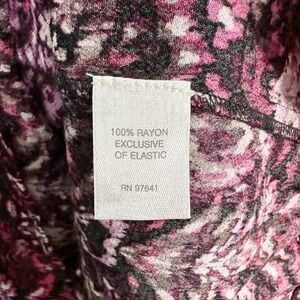 100% RAYON
EXCLUSIVE
OF ELASTIC
RN 97641